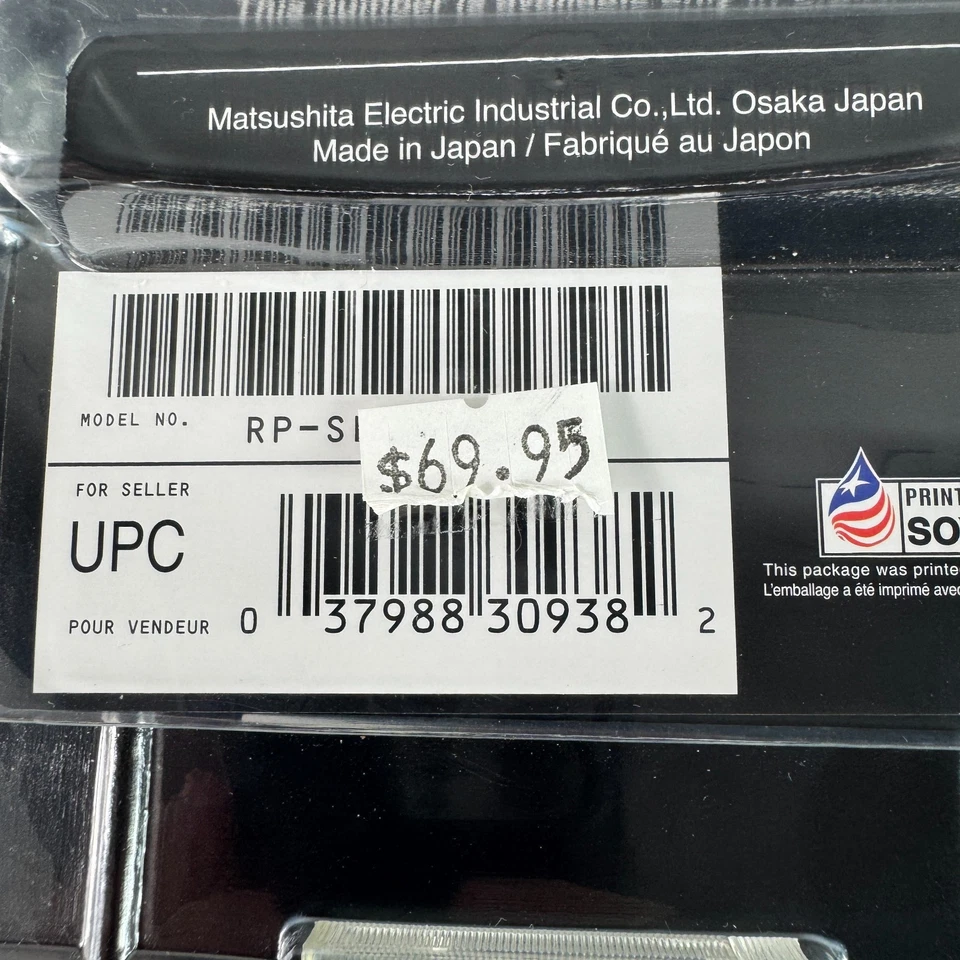 Matsushita Electric Industrial Co.,Ltd. Osaka Japan
Made in Japan / Fabriqué au Japon
MODEL NO. RP-S
$69.95
FOR SELLER
UPC
POUR VENDEUR
0 37988 30938 2
PRINT
SO
This package was printe
L'emballage a été imprimé avec